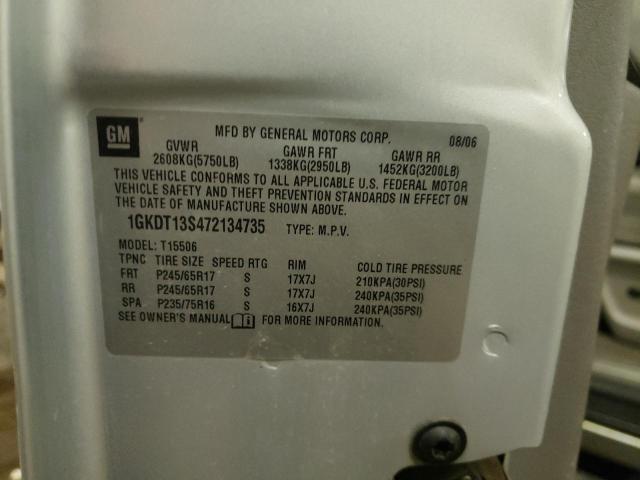 GM
MFD BY GENERAL MOTORS CORP. 08/06
GVWR GAWR FRT GAWR RR
2608KG(5750LB) 1338KG(2950LB) 1452KG(3200LB)
THIS VEHICLE CONFORMS TO ALL APPLICABLE U.S. FEDERAL MOTOR
VEHICLE SAFETY AND THEFT PREVENTION STANDARDS IN EFFECT ON
THE DATE OF MANUFACTURE SHOWN ABOVE.
1GKDT13S472134735 TYPE: M.P.V.
MODEL: T15506
TPNC TIRE SIZE SPEED RTG RIM COLD TIRE PRESSURE
FRT P245/65R17 S 17X7J 210KPA(30PSI)
RR P245/65R17 S 17X7J 240KPA(35PSI)
SPA P235/75R16 S 16X7J 240KPA(35PSI)
SEE OWNER'S MANUAL FOR MORE INFORMATION.